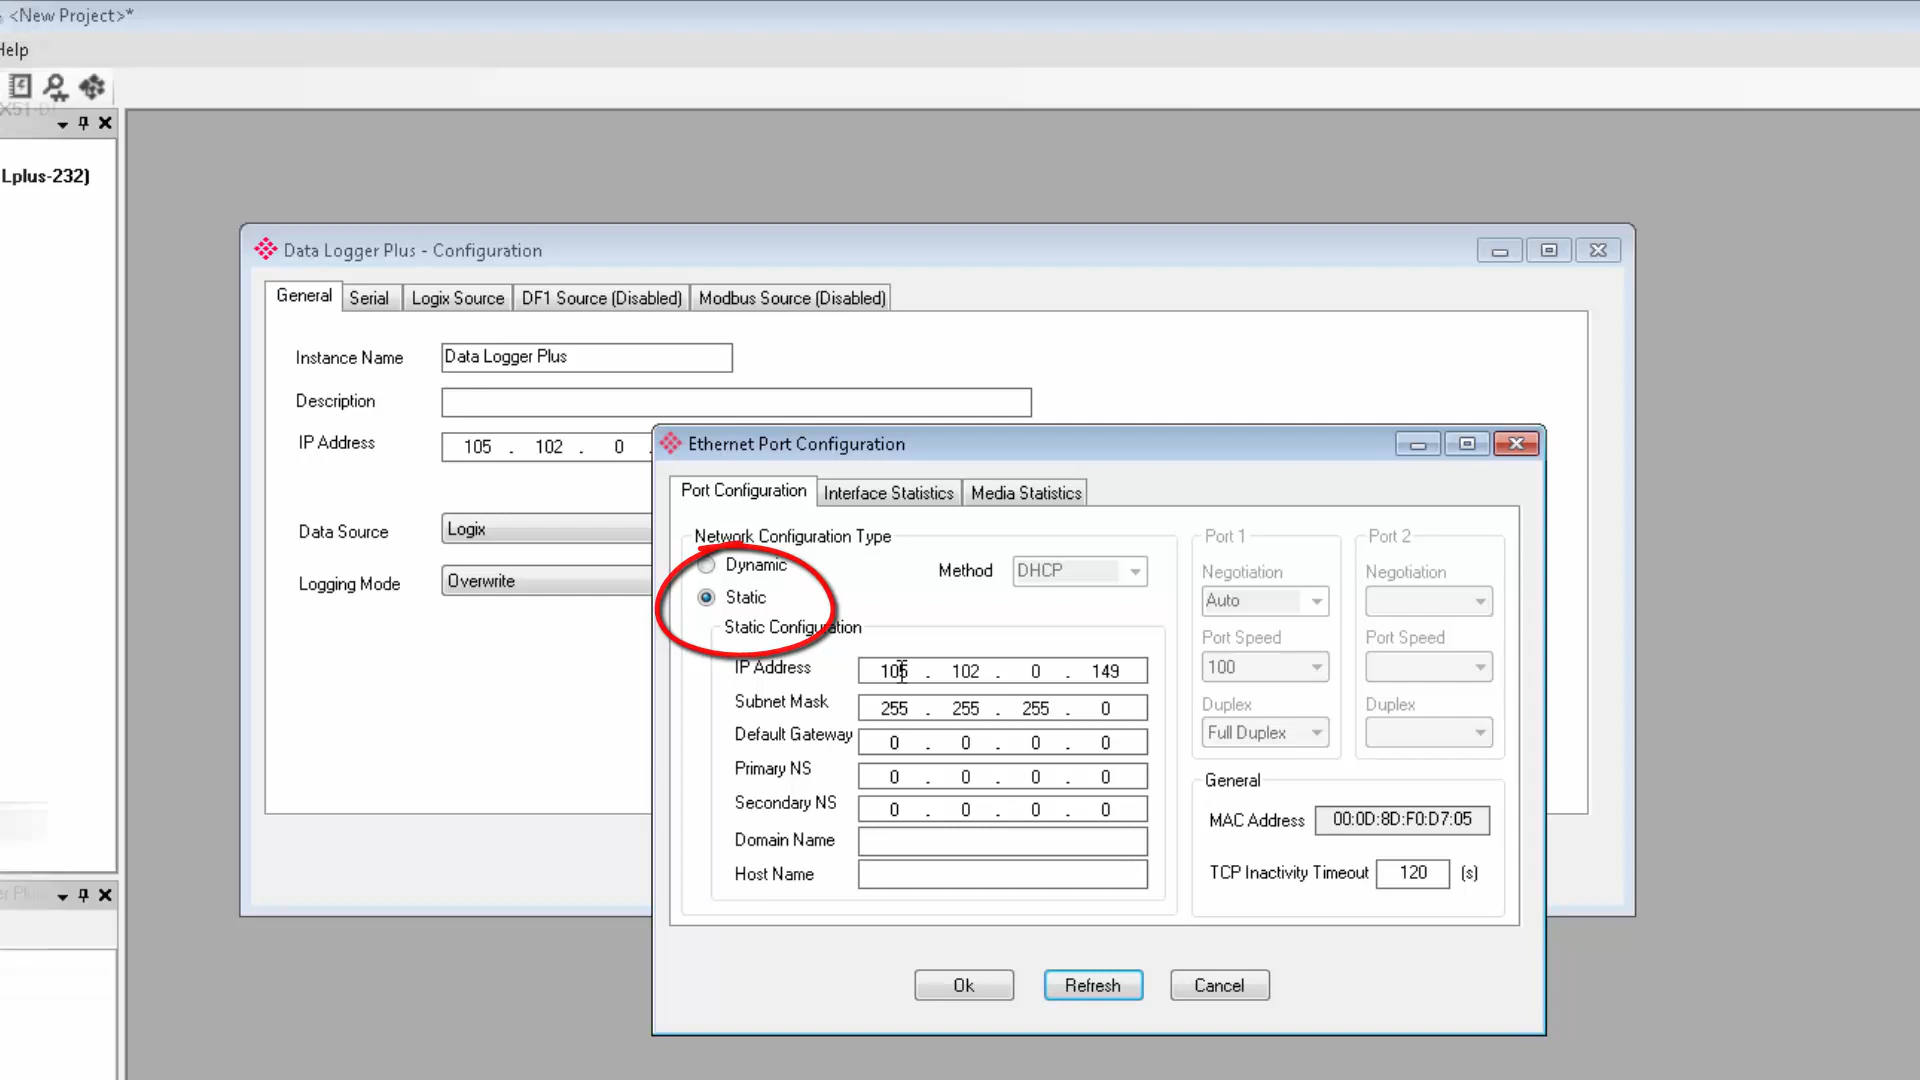 <New Project>*
Help
Lplus-232)
Data Logger Plus - Configuration
General Serial Logix Source DF1 Source (Disabled) Modbus Source (Disabled)
Instance Name Data Logger Plus
Description
IP Address 105 . 102 . 0 .
Data Source Logix
Logging Mode Overwrite
Ethernet Port Configuration
Port Configuration Interface Statistics Media Statistics
Network Configuration Type
Dynamic Method DHCP
Static
Static Configuration
IP Address 105 . 102 . 0 . 149
Subnet Mask 255 . 255 . 255 . 0
Default Gateway 0 . 0 . 0 . 0
Primary NS 0 . 0 . 0 . 0
Secondary NS 0 . 0 . 0 . 0
Domain Name
Host Name
Port 1
Negotiation
Auto
Port Speed
100
Duplex
Full Duplex
Port 2
Negotiation
Port Speed
Duplex
General
MAC Address 00:0D:8D:F0:D7:05
TCP Inactivity Timeout 120 (s)
Ok Refresh Cancel